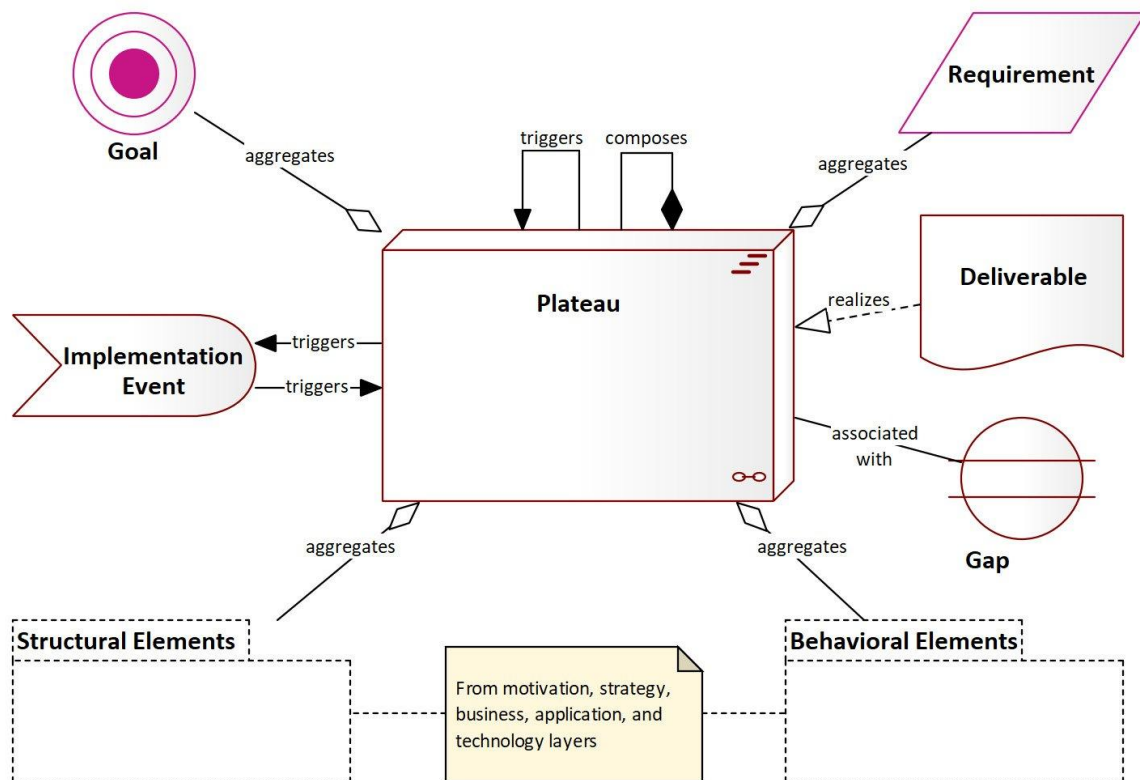 Requirement
Goal
aggregates
triggers
composes
aggregates
Deliverable
Plateau
realizes
triggers
Implementation
Event
triggers
associated
with
Gap
aggregates
aggregates
Structural Elements
Behavioral Elements
From motivation, strategy,
business, application, and
technology layers